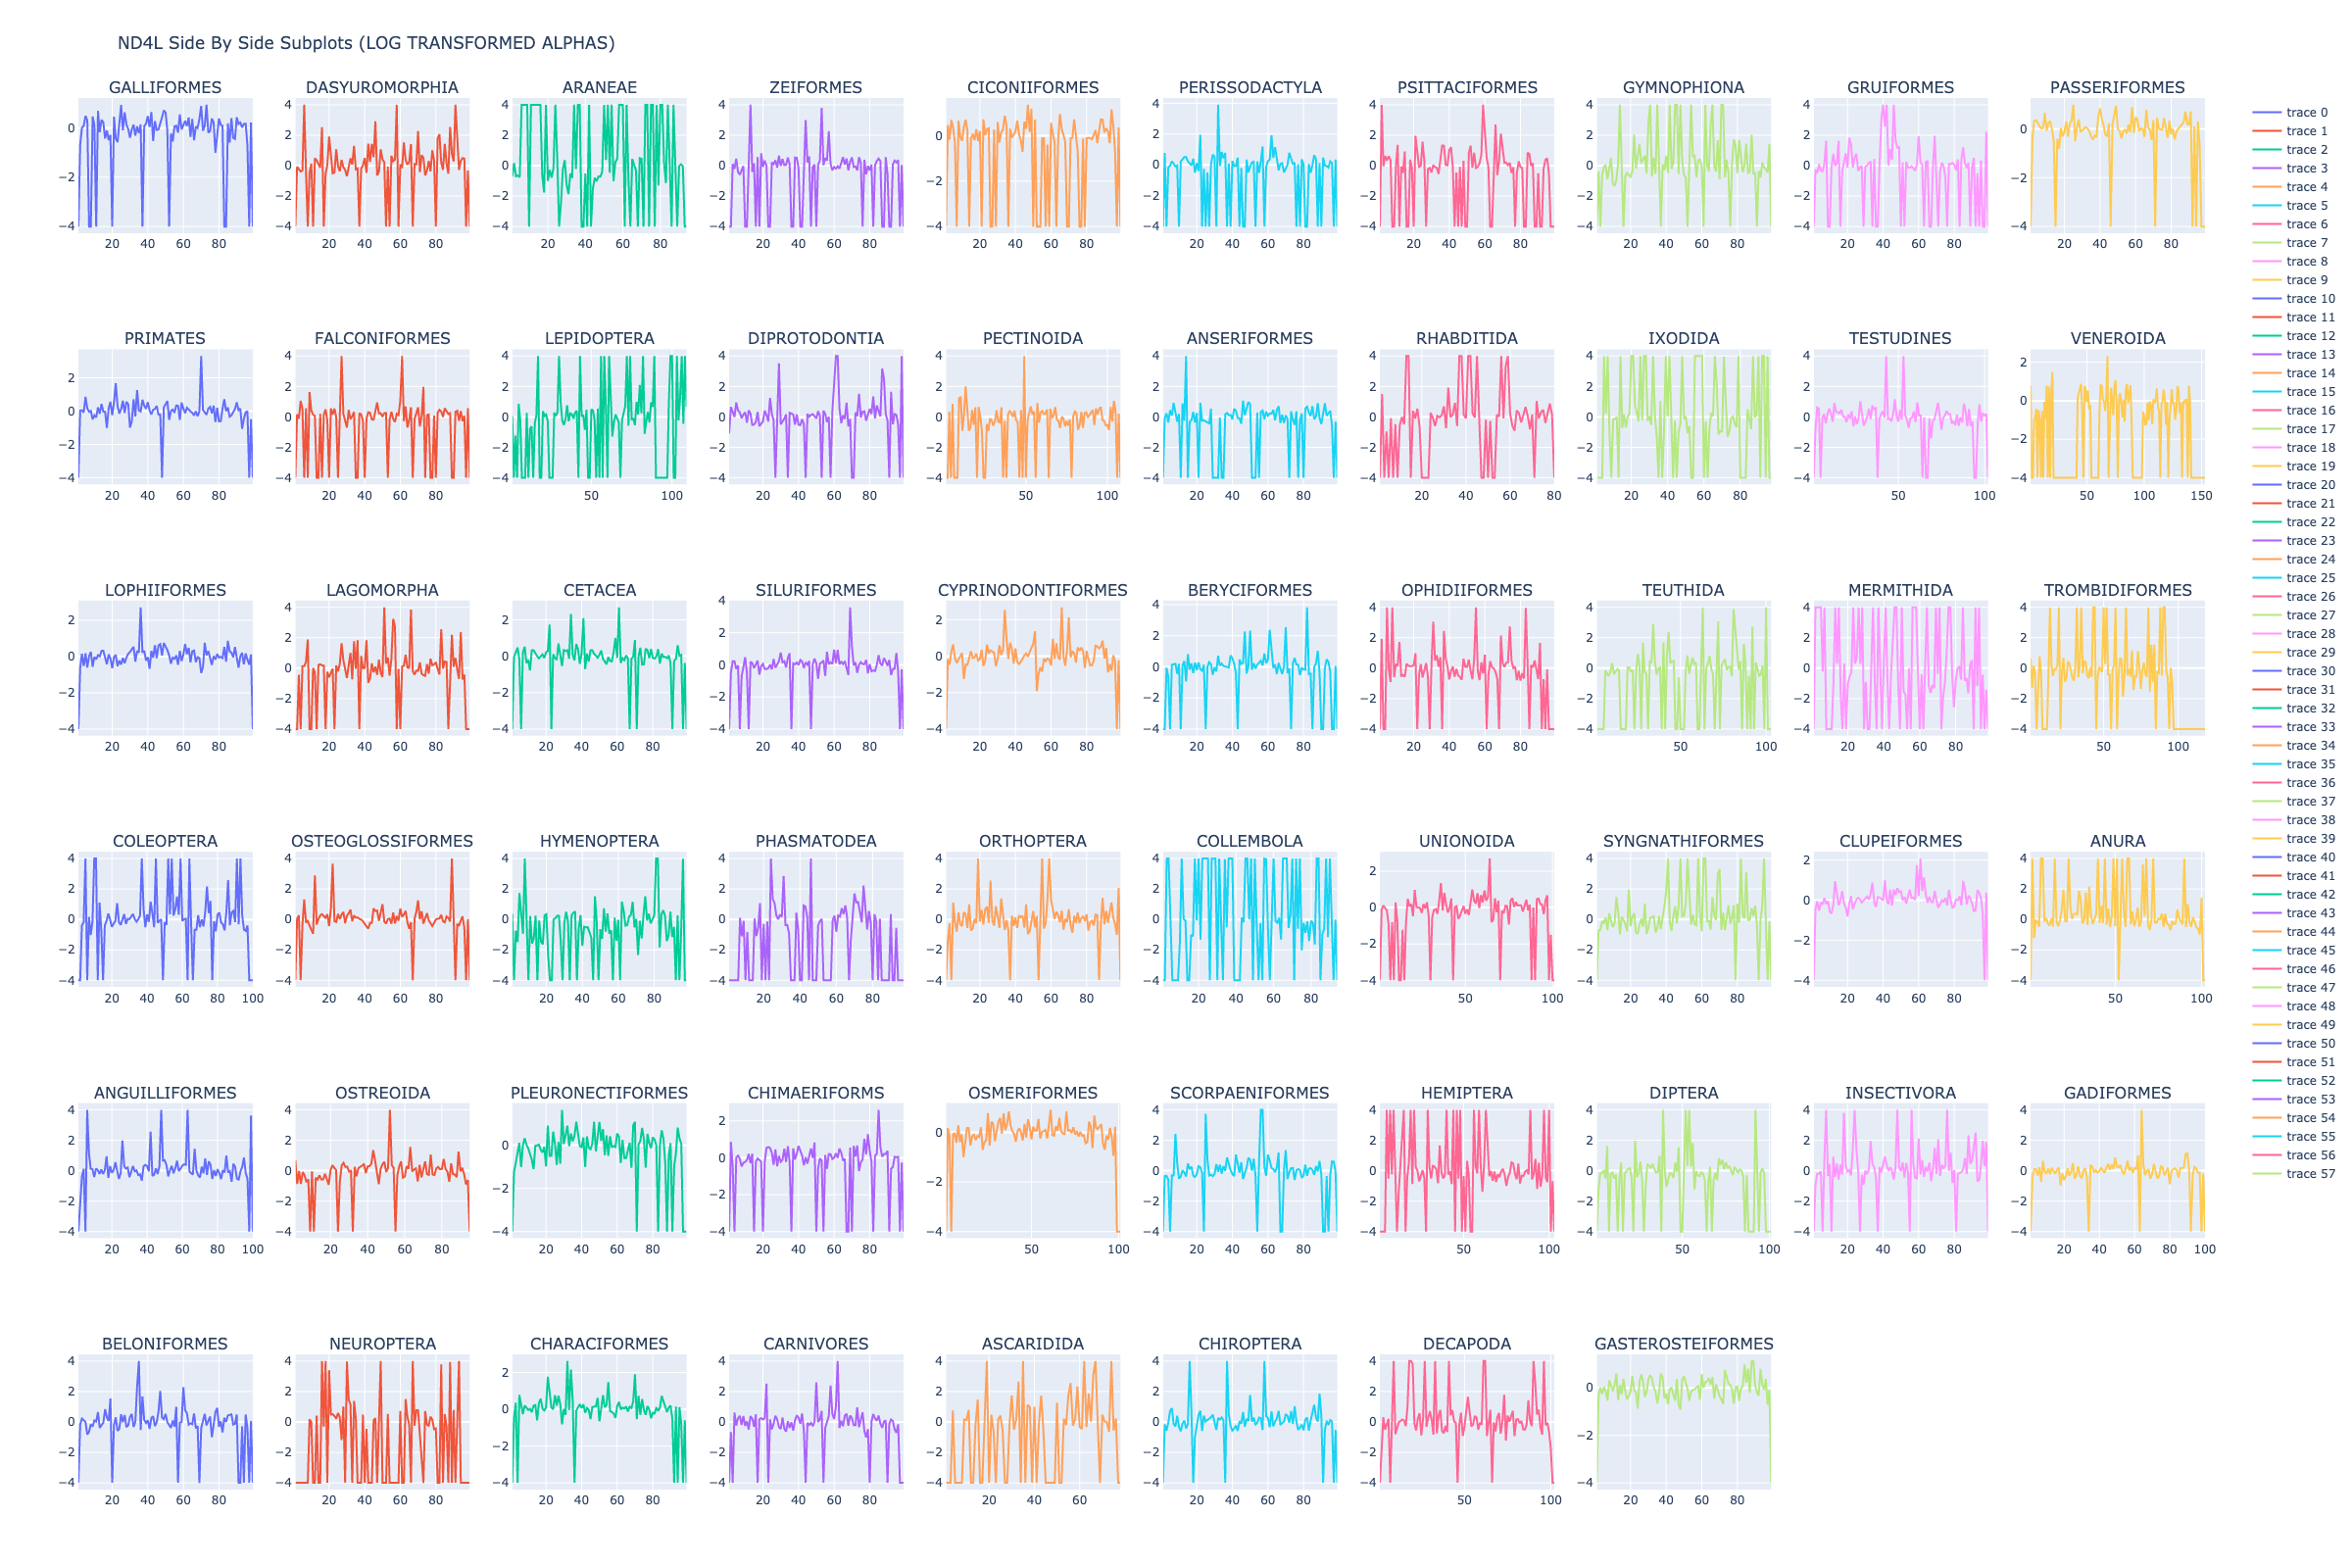 ND4L Side By Side Subplots (LOG TRANSFORMED ALPHAS)
GALLIFORMES DASYUROMORPHIA ARANEAE ZEIFORMES CICONIIFORMES PERISSODACTYLA PSITTACIFORMES GYMNOPHIONA GRUIFORMES PASSERIFORMES
PRIMATES FALCONIFORMES LEPIDOPTERA DIPROTODONTIA PECTINOIDA ANSERIFORMES RHABDITIDA IXODIDA TESTUDINES VENEROIDA
LOPHIIFORMES LAGOMORPHA CETACEA SILURIFORMES CYPRINODONTIFORMES BERYCIFORMES OPHIDIIFORMES TEUTHIDA MERMITHIDA TROMBIDIFORMES
COLEOPTERA OSTEOGLOSSIFORMES HYMENOPTERA PHASMATODEA ORTHOPTERA COLLEMBOLA UNIONOIDA SYNGNATHIFORMES CLUPEIFORMES ANURA
ANGUILLIFORMES OSTREOIDA PLEURONECTIFORMES CHIMAERIFORMS OSMERIFORMES SCORPAENIFORMES HEMIPTERA DIPTERA INSECTIVORA GADIFORMES
BELONIFORMES NEUROPTERA CHARACIFORMES CARNIVORES ASCARIDIDA CHIROPTERA DECAPODA GASTEROSTEIFORMES
trace 0
trace 1
trace 2
trace 3
trace 4
trace 5
trace 6
trace 7
trace 8
trace 9
trace 10
trace 11
trace 12
trace 13
trace 14
trace 15
trace 16
trace 17
trace 18
trace 19
trace 20
trace 21
trace 22
trace 23
trace 24
trace 25
trace 26
trace 27
trace 28
trace 29
trace 30
trace 31
trace 32
trace 33
trace 34
trace 35
trace 36
trace 37
trace 38
trace 39
trace 40
trace 41
trace 42
trace 43
trace 44
trace 45
trace 46
trace 47
trace 48
trace 49
trace 50
trace 51
trace 52
trace 53
trace 54
trace 55
trace 56
trace 57